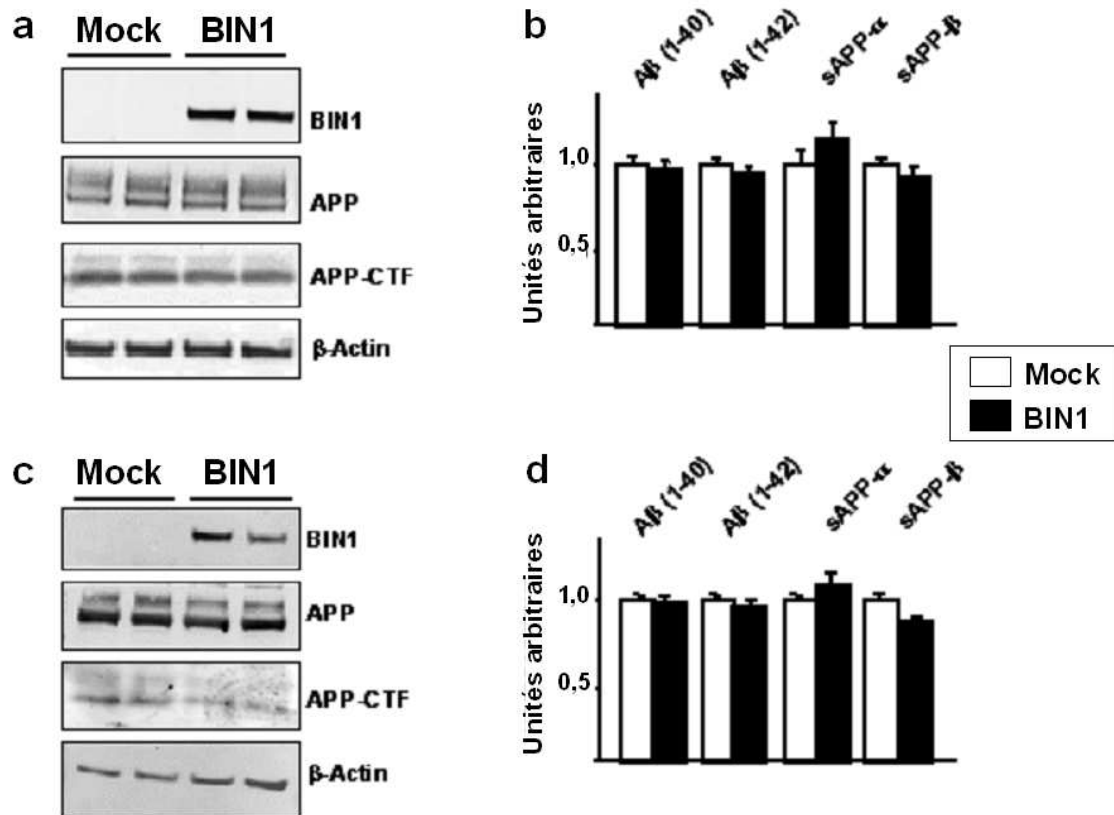 a
Mock BIN1
BIN1
APP
APP-CTF
β-Actin
b
Aβ (1-40) Aβ (1-42) sAPP-α sAPP-β
Unités arbitraires
1,0
0,5
Mock
BIN1
c
Mock BIN1
BIN1
APP
APP-CTF
β-Actin
d
Aβ (1-40) Aβ (1-42) sAPP-α sAPP-β
Unités arbitraires
1,0
0,5